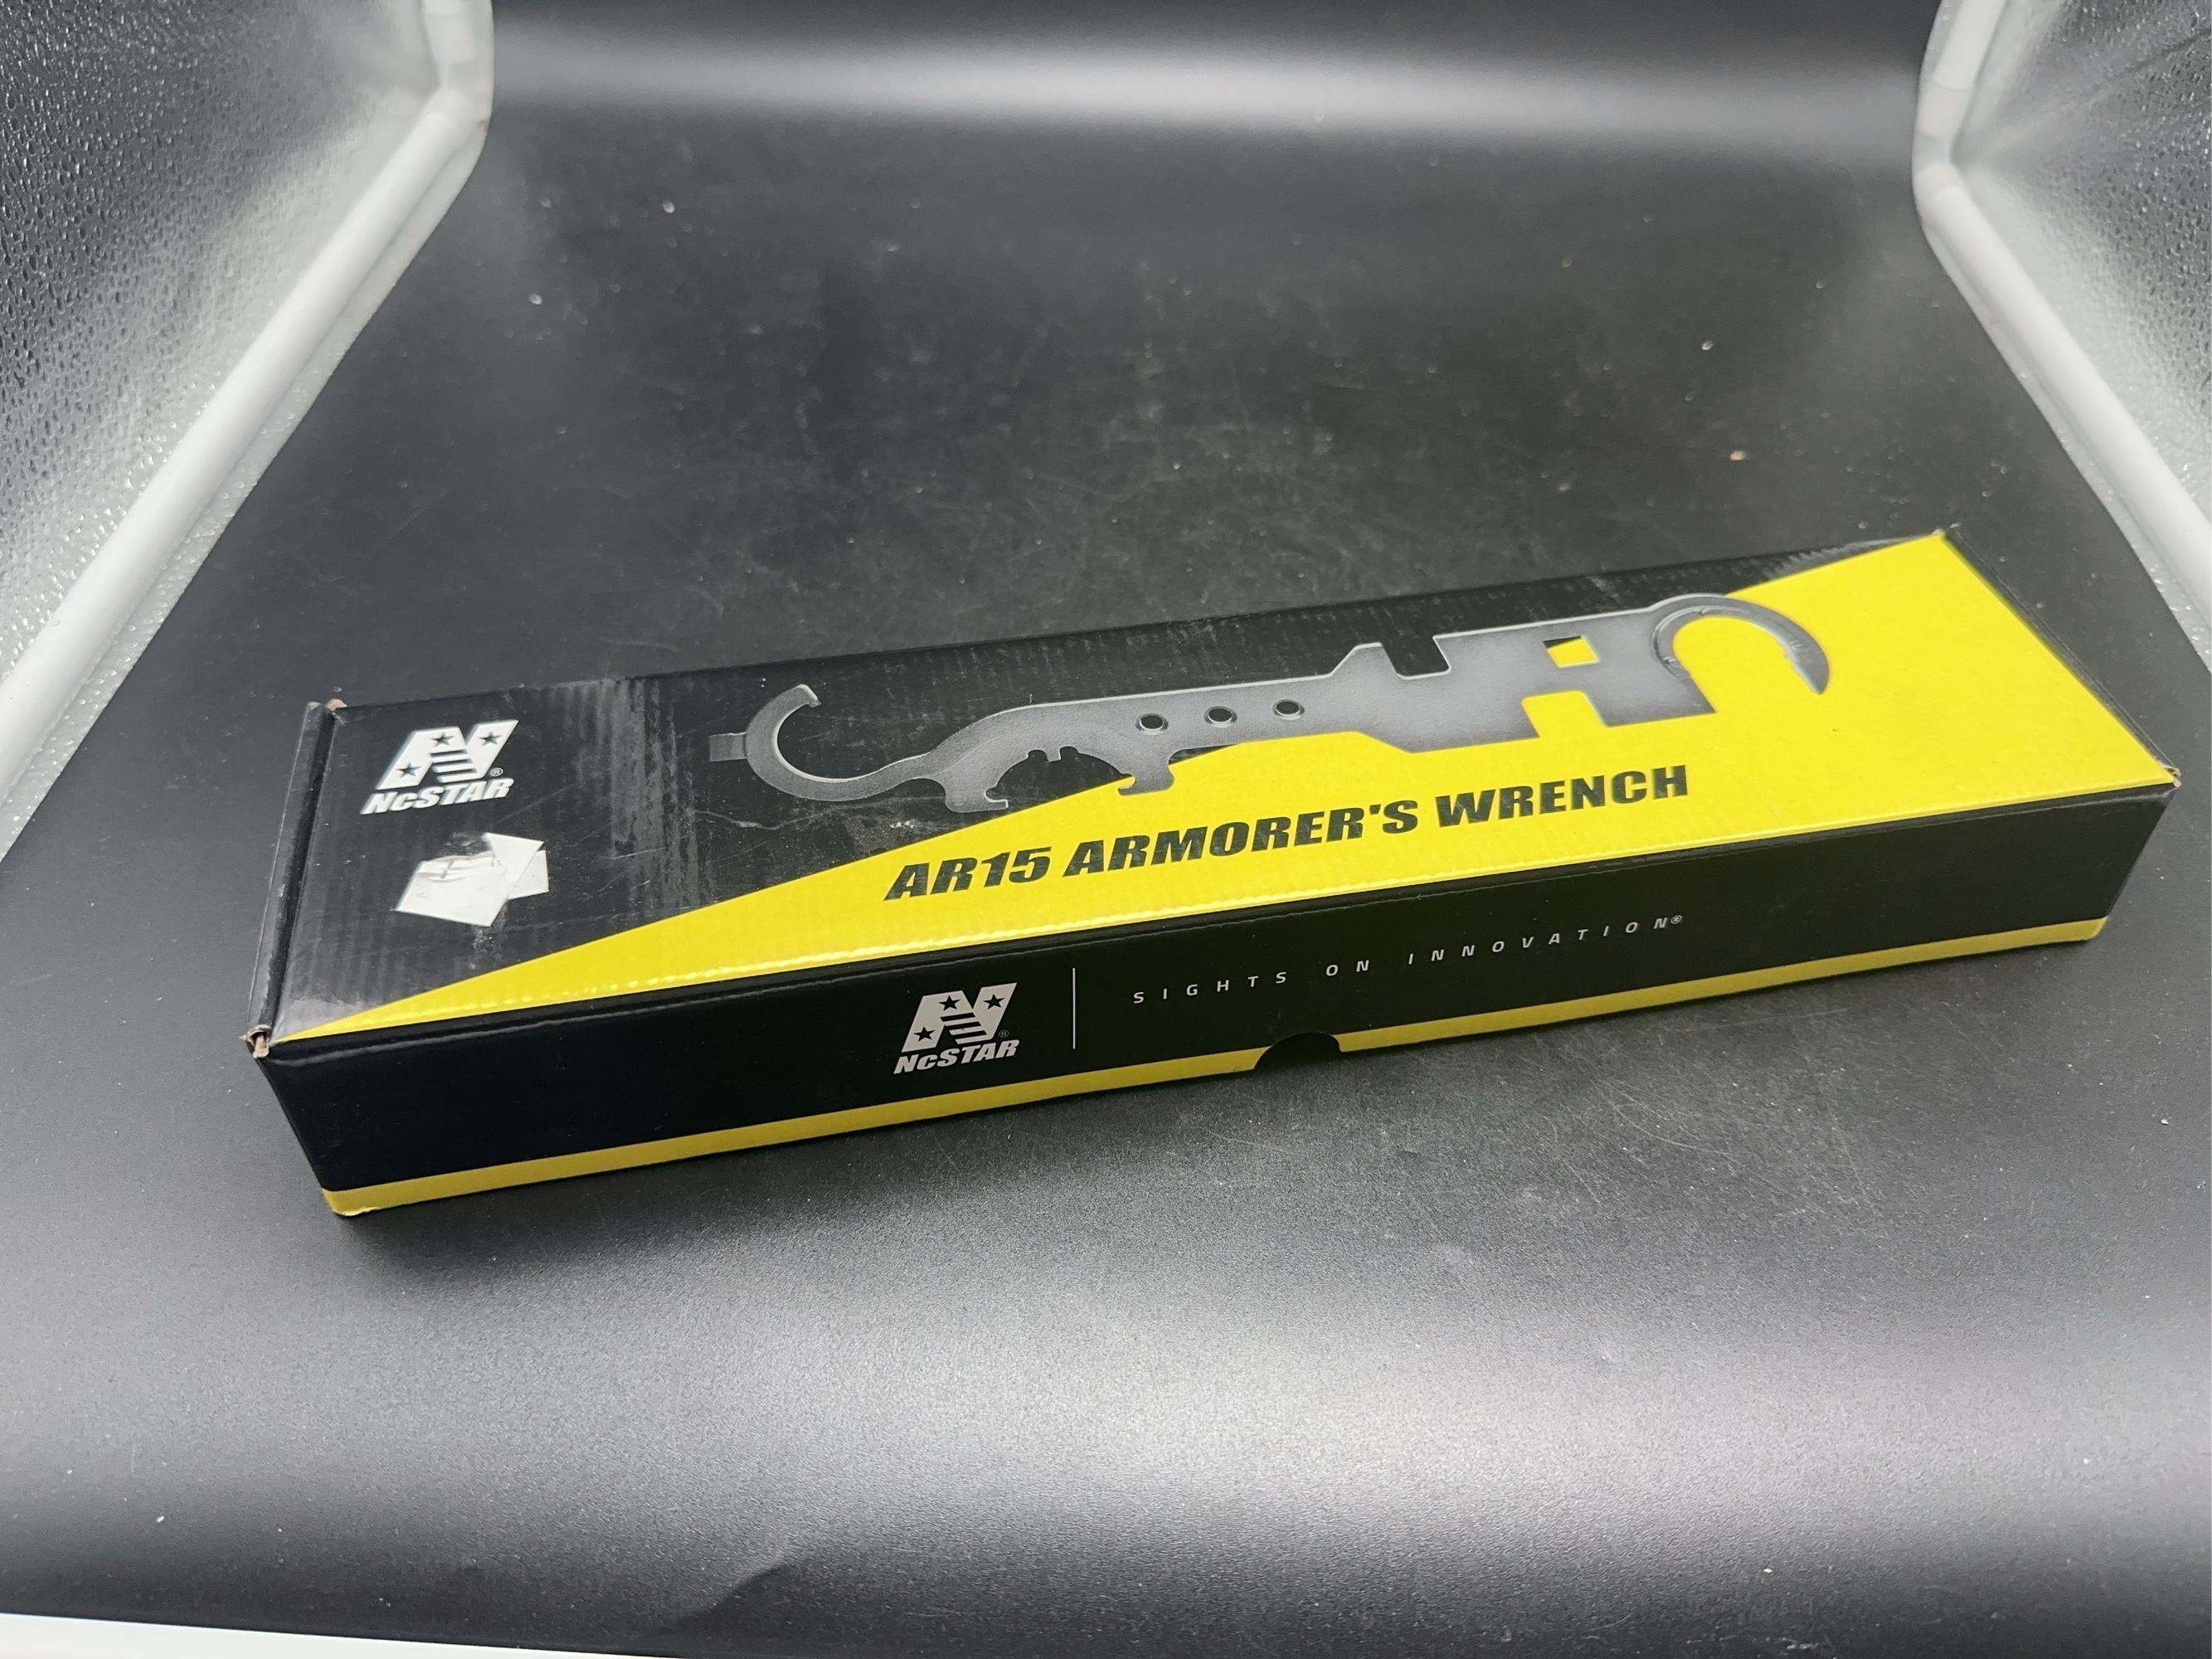 NcSTAR®
AR15 ARMORER'S WRENCH
NcSTAR®
SIGHTS ON INNOVATION®